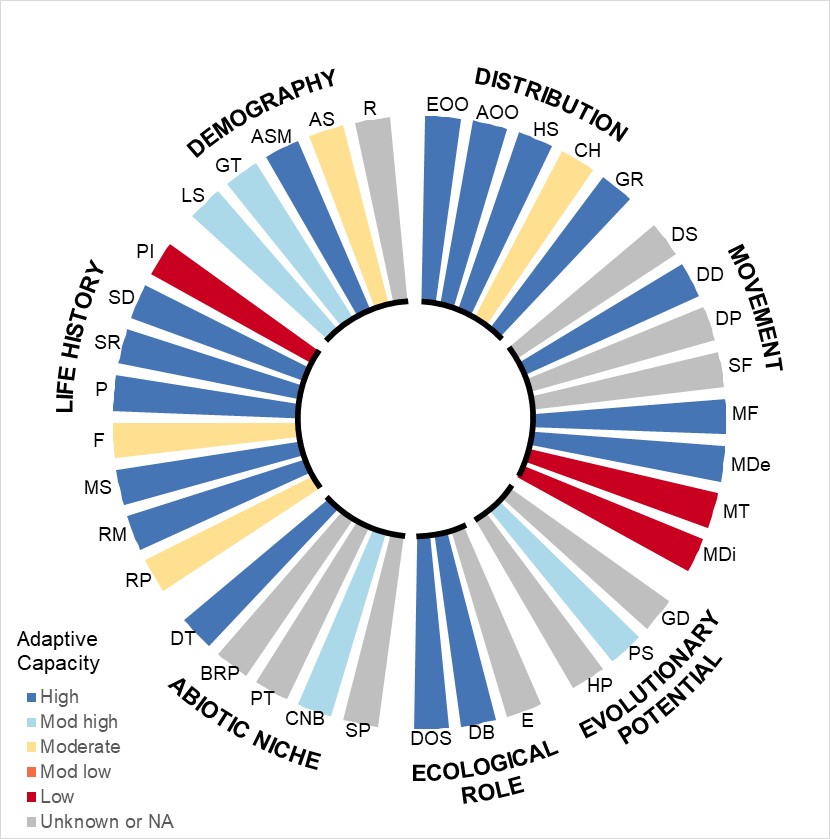 DISTRIBUTION
EOO
AOO
HS
CH
GR
MOVEMENT
DS
DD
DP
SF
MF
MDe
MT
MDi
EVOLUTIONARY
POTENTIAL
GD
PS
HP
ECOLOGICAL
ROLE
E
DB
DOS
ABIOTIC NICHE
SP
CNB
PT
BRP
DT
LIFE HISTORY
RP
RM
MS
F
P
SR
SD
PI
DEMOGRAPHY
LS
GT
ASM
AS
R
Adaptive
Capacity
High
Mod high
Moderate
Mod low
Low
Unknown or NA